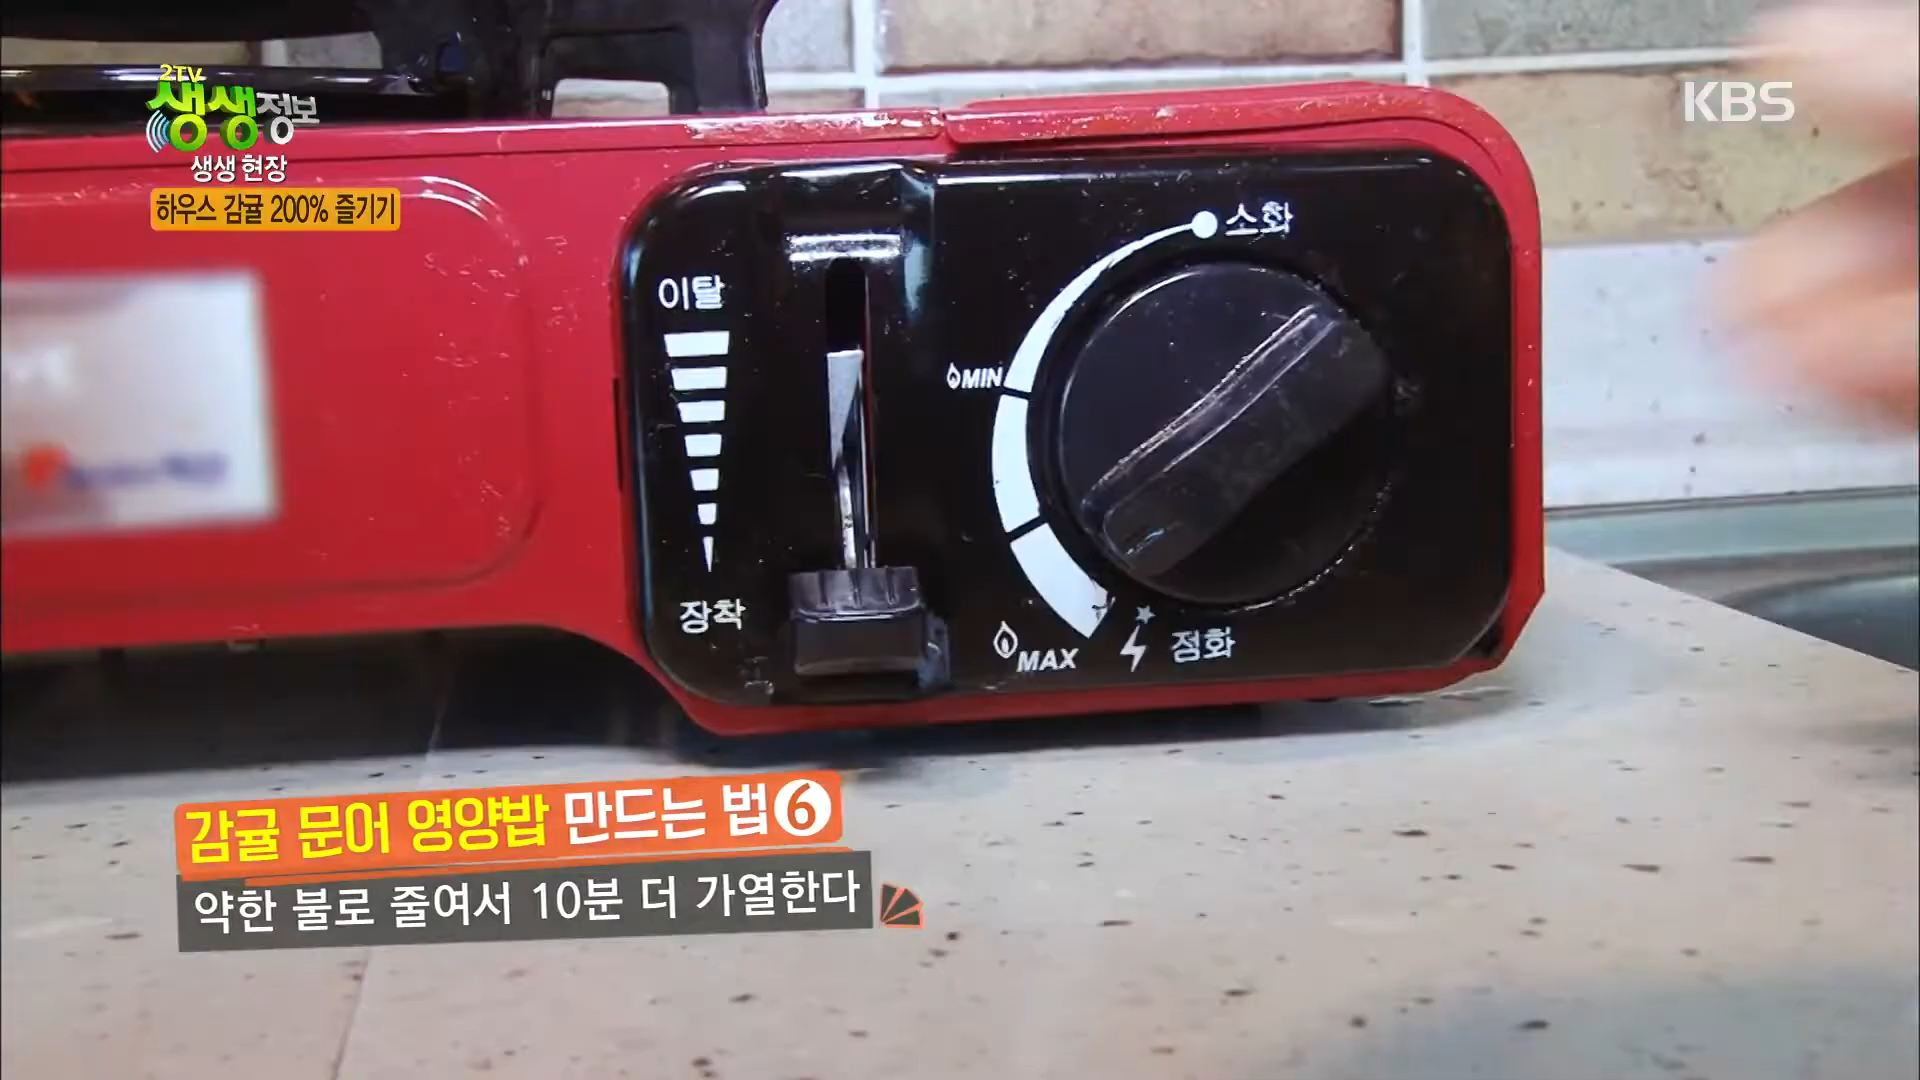 2TV
생생정보
생생 현장
하우스 감귤 200% 즐기기
KBS
소화
이탈
MIN
장착
MAX
점화
감귤 문어 영양밥 만드는 법 6
약한 불로 줄여서 10분 더 가열한다